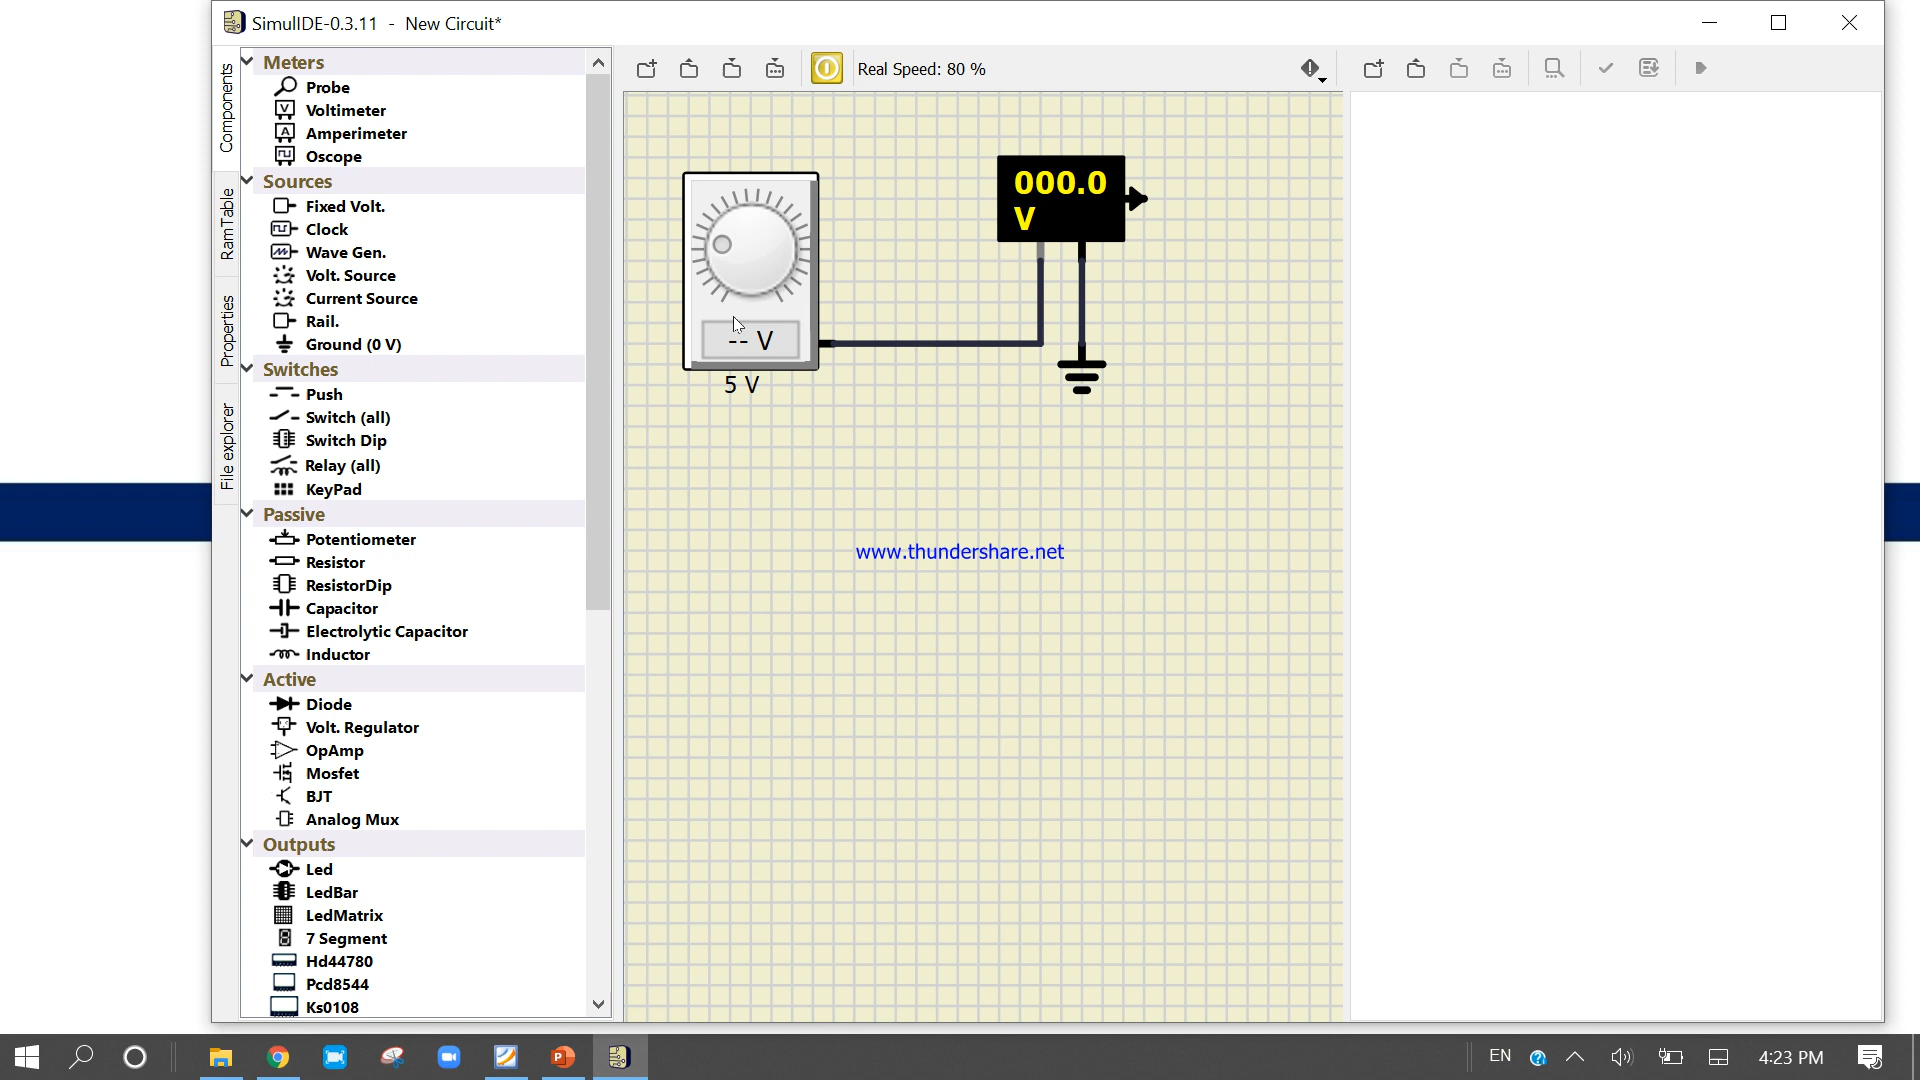 SimulIDE-0.3.11 - New Circuit*
Components
RamTable
Properties
File explorer
Meters
Probe
Voltimeter
Amperimeter
Oscope
Sources
Fixed Volt.
Clock
Wave Gen.
Volt. Source
Current Source
Rail.
Ground (0 V)
Switches
Push
Switch (all)
Switch Dip
Relay (all)
KeyPad
Passive
Potentiometer
Resistor
ResistorDip
Capacitor
Electrolytic Capacitor
Inductor
Active
Diode
Volt. Regulator
OpAmp
Mosfet
BJT
Analog Mux
Outputs
Led
LedBar
LedMatrix
7 Segment
Hd44780
Pcd8544
Ks0108
Real Speed: 80 %
-- V
5 V
000.0
V
www.thundershare.net
EN
4:23 PM